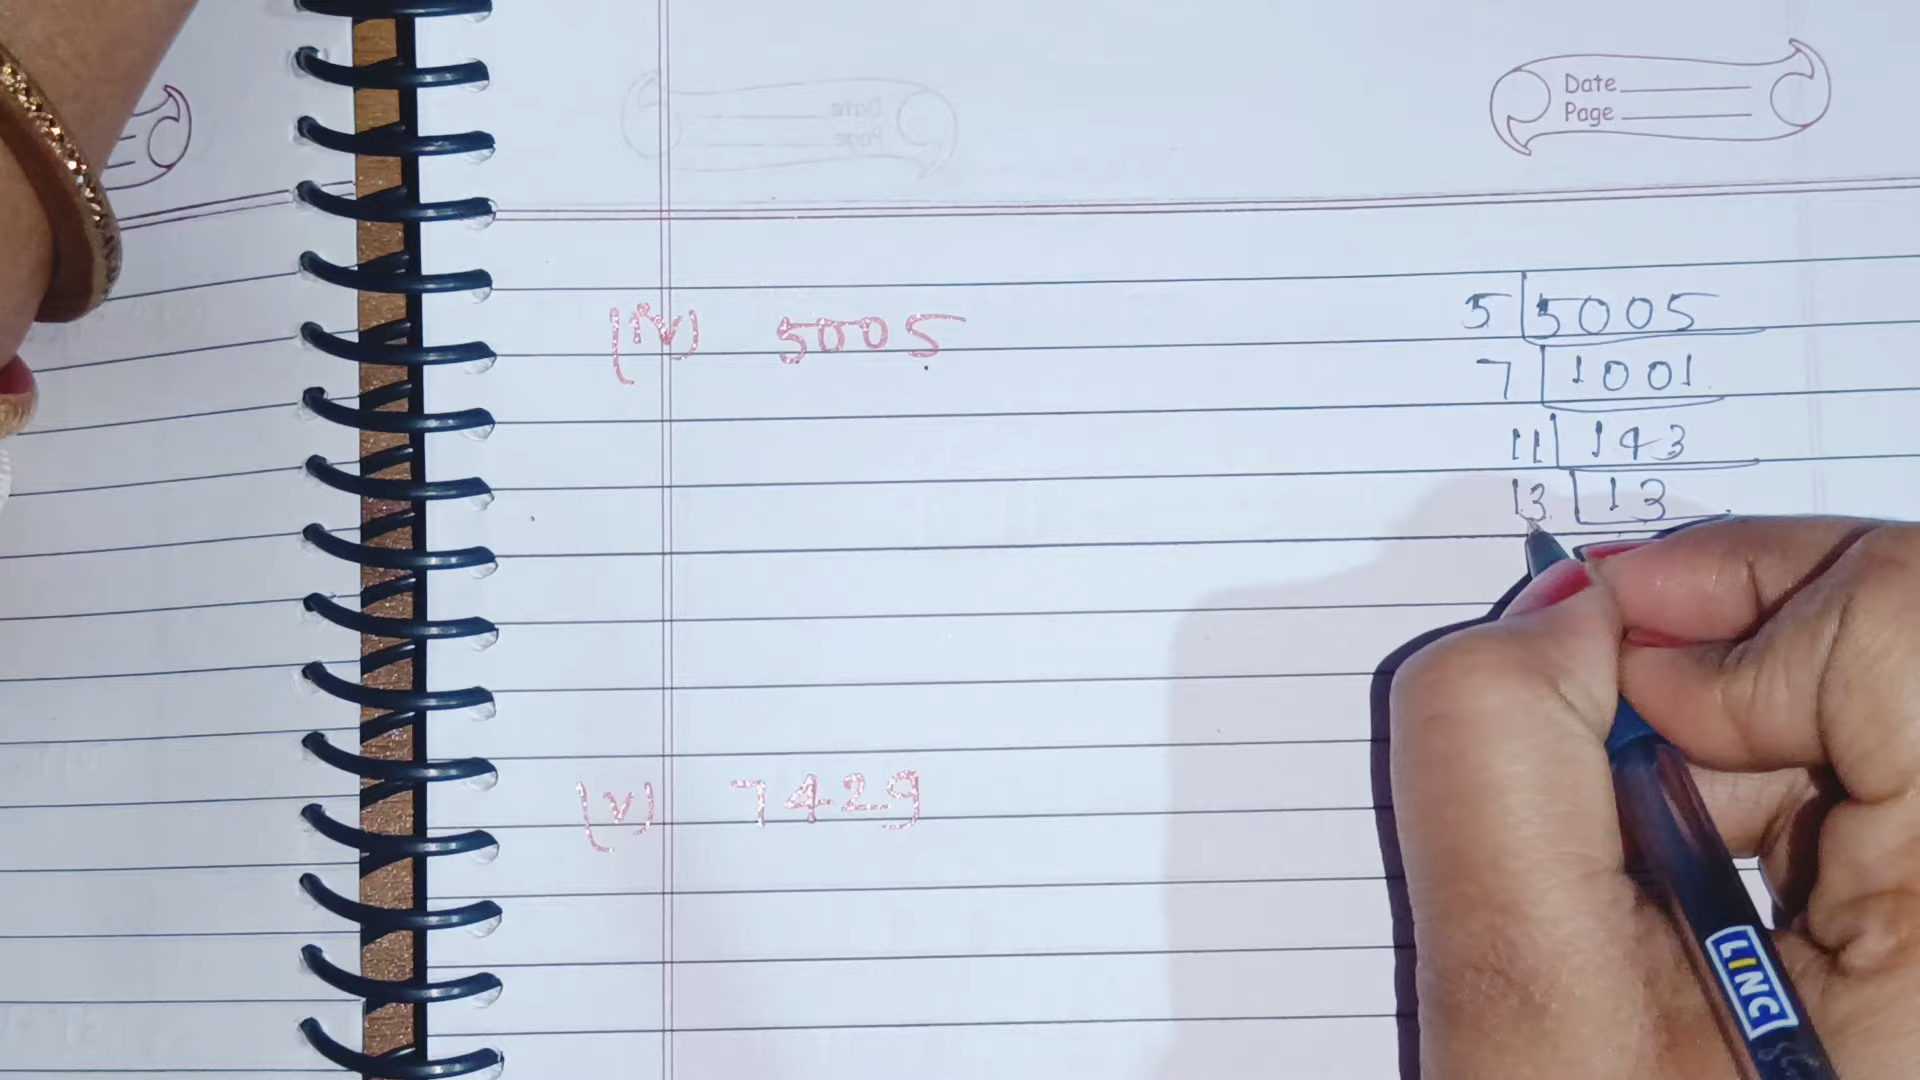 Date
Page
(iv) 5005
5 5005
7 1001
11 143
13 13
(v) 7429
LINC